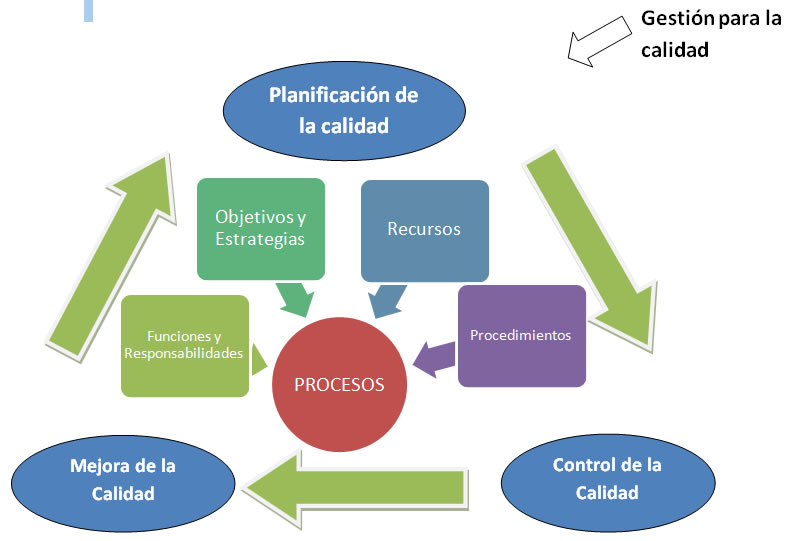 Gestión para la
calidad
Planificación de
la calidad
Objetivos y
Estrategias
Recursos
Funciones y
Responsabilidades
Procedimientos
PROCESOS
Mejora de la
Calidad
Control de la
Calidad